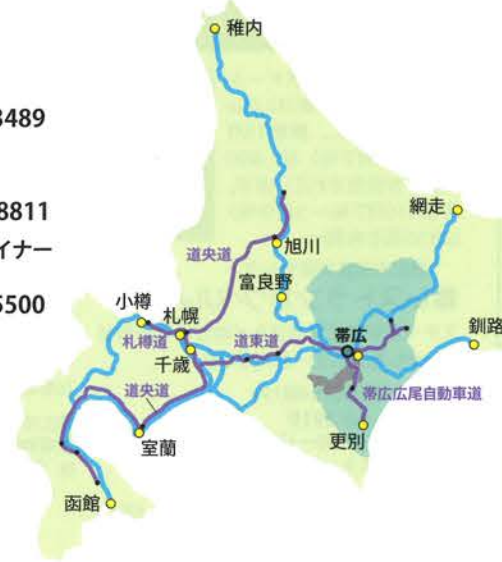 稚内
3489
8811
イナー
5500
網走
旭川
道央道
富良野
小樽
札幌
札樽道
千歳
道東道
帯広
釧路
道央道
帯広広尾自動車道
室蘭
更別
函館